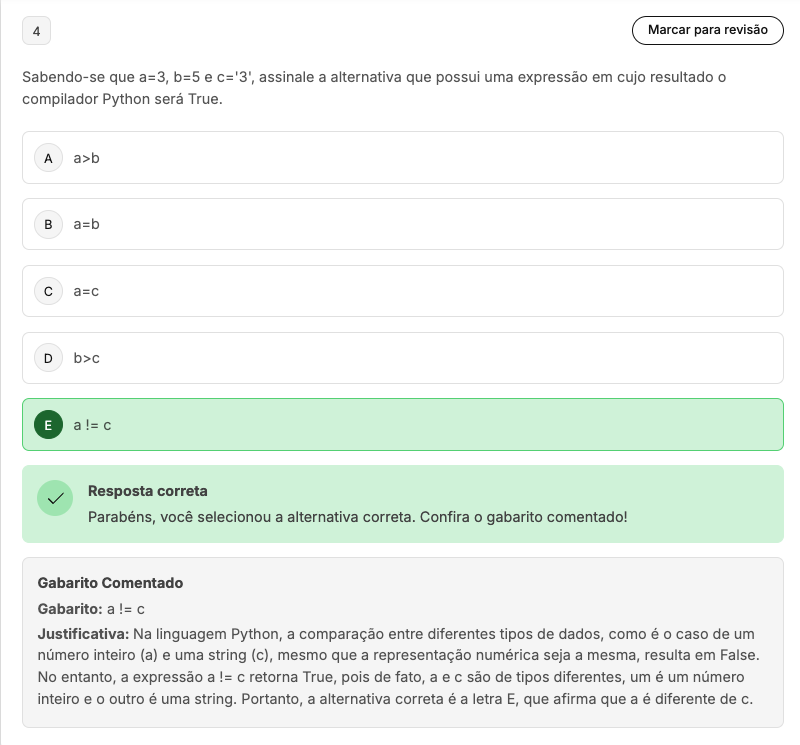 4
Marcar para revisão
Sabendo-se que a=3, b=5 e c='3', assinale a alternativa que possui uma expressão em cujo resultado o
compilador Python será True.
A a>b
B a=b
C a=c
D b>c
E a != c
Resposta correta
Parabéns, você selecionou a alternativa correta. Confira o gabarito comentado!
Gabarito Comentado
Gabarito: a != c
Justificativa: Na linguagem Python, a comparação entre diferentes tipos de dados, como é o caso de um
número inteiro (a) e uma string (c), mesmo que a representação numérica seja a mesma, resulta em False.
No entanto, a expressão a != c retorna True, pois de fato, a e c são de tipos diferentes, um é um número
inteiro e o outro é uma string. Portanto, a alternativa correta é a letra E, que afirma que a é diferente de c.